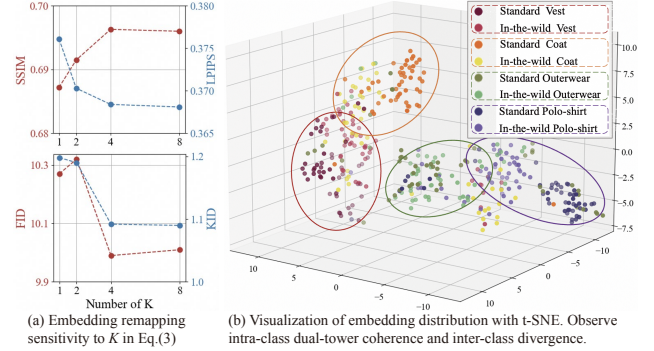 0.70
0.69
0.68
SSIM
0.380
0.375
0.370
0.365
LPIPS
10.3
10.1
9.9
FID
1.2
1.1
1.0
KID
1
2
4
8
Number of K
(a) Embedding remapping
sensitivity to K in Eq.(3)
Standard Vest
In-the-wild Vest
Standard Coat
In-the-wild Coat
Standard Outerwear
In-the-wild Outerwear
Standard Polo-shirt
In-the-wild Polo-shirt
10.0
7.5
5.0
2.5
0.0
−2.5
−5.0
−7.5
10
5
0
−5
−10
10
5
0
−5
−10
(b) Visualization of embedding distribution with t-SNE. Observe
intra-class dual-tower coherence and inter-class divergence.